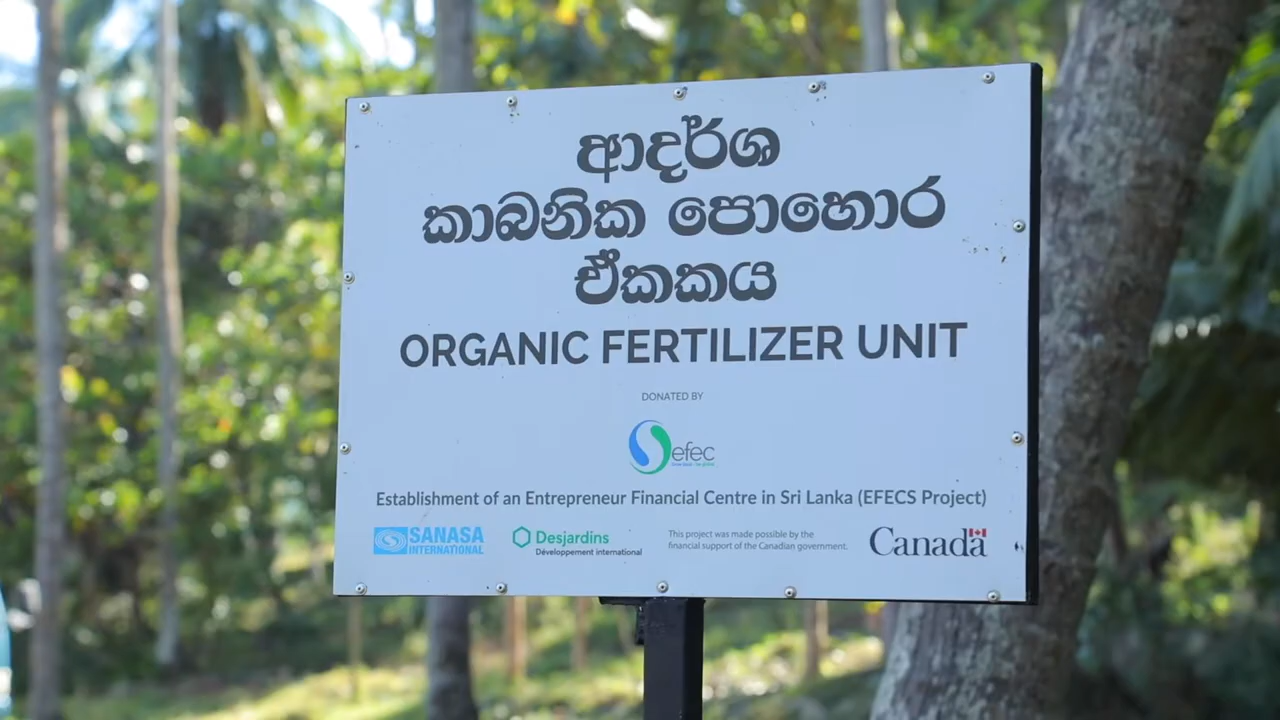 ආදර්ශ
කාබනික පොහොර
ඒකකය
ORGANIC FERTILIZER UNIT
DONATED BY
efec
Establishment of an Entrepreneur Financial Centre in Sri Lanka (EFECS Project)
SANASA
INTERNATIONAL
Desjardins
Développement international
This project was made possible by the
financial support of the Canadian government.
Canada